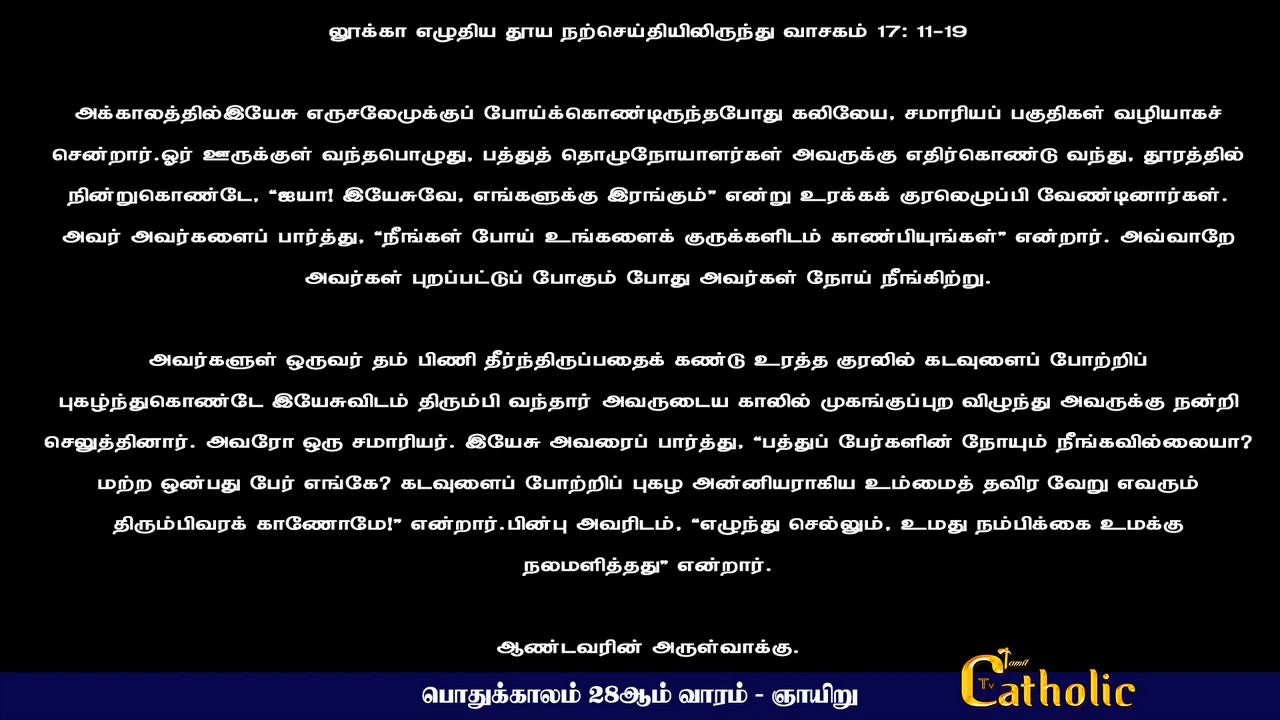 லூக்கா எழுதிய தூய நற்செய்தியிலிருந்து வாசகம் 17: 11-19
அக்காலத்தில்இயேசு எருசலேமுக்குப் போய்க்கொண்டிருந்தபோது கலிலேய, சமாரியப் பகுதிகள் வழியாகச்
சென்றார்.ஓர் ஊருக்குள் வந்தபொழுது, பத்துத் தொழுநோயாளர்கள் அவருக்கு எதிர்கொண்டு வந்து, தூரத்தில்
நின்றுகொண்டே, “ஐயா! இயேசுவே, எங்களுக்கு இரங்கும்” என்று உரக்கக் குரலெழுப்பி வேண்டினார்கள்.
அவர் அவர்களைப் பார்த்து, “நீங்கள் போய் உங்களைக் குருக்களிடம் காண்பியுங்கள்” என்றார். அவ்வாறே
அவர்கள் புறப்பட்டுப் போகும் போது அவர்கள் நோய் நீங்கிற்று.
அவர்களுள் ஒருவர் தம் பிணி தீர்ந்திருப்பதைக் கண்டு உரத்த குரலில் கடவுளைப் போற்றிப்
புகழ்ந்துகொண்டே இயேசுவிடம் திரும்பி வந்தார் அவருடைய காலில் முகங்குப்புற விழுந்து அவருக்கு நன்றி
செலுத்தினார். அவரோ ஒரு சமாரியர். இயேசு அவரைப் பார்த்து, “பத்துப் பேர்களின் நோயும் நீங்கவில்லையா?
மற்ற ஒன்பது பேர் எங்கே? கடவுளைப் போற்றிப் புகழ அன்னியராகிய உம்மைத் தவிர வேறு எவரும்
திரும்பிவரக் காணோமே!” என்றார்.பின்பு அவரிடம், “எழுந்து செல்லும், உமது நம்பிக்கை உமக்கு
நலமளித்தது” என்றார்.
ஆண்டவரின் அருள்வாக்கு.
பொதுக்காலம் 28ஆம் வாரம் - ஞாயிறு
Tamil Catholic Tv